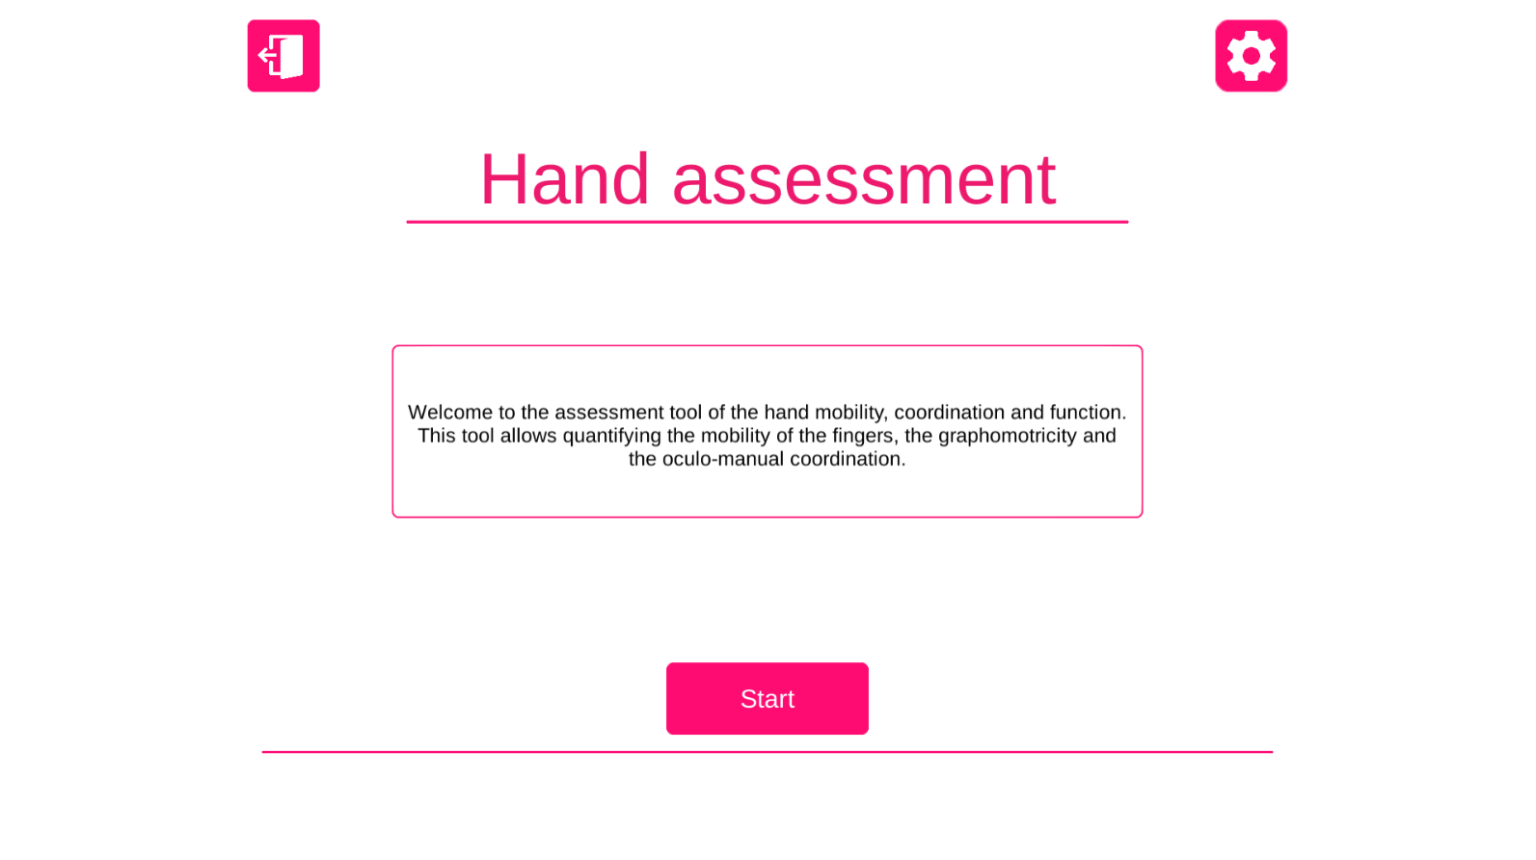 Hand assessment
Welcome to the assessment tool of the hand mobility, coordination and function.
This tool allows quantifying the mobility of the fingers, the graphomotricity and
the oculo-manual coordination.
Start